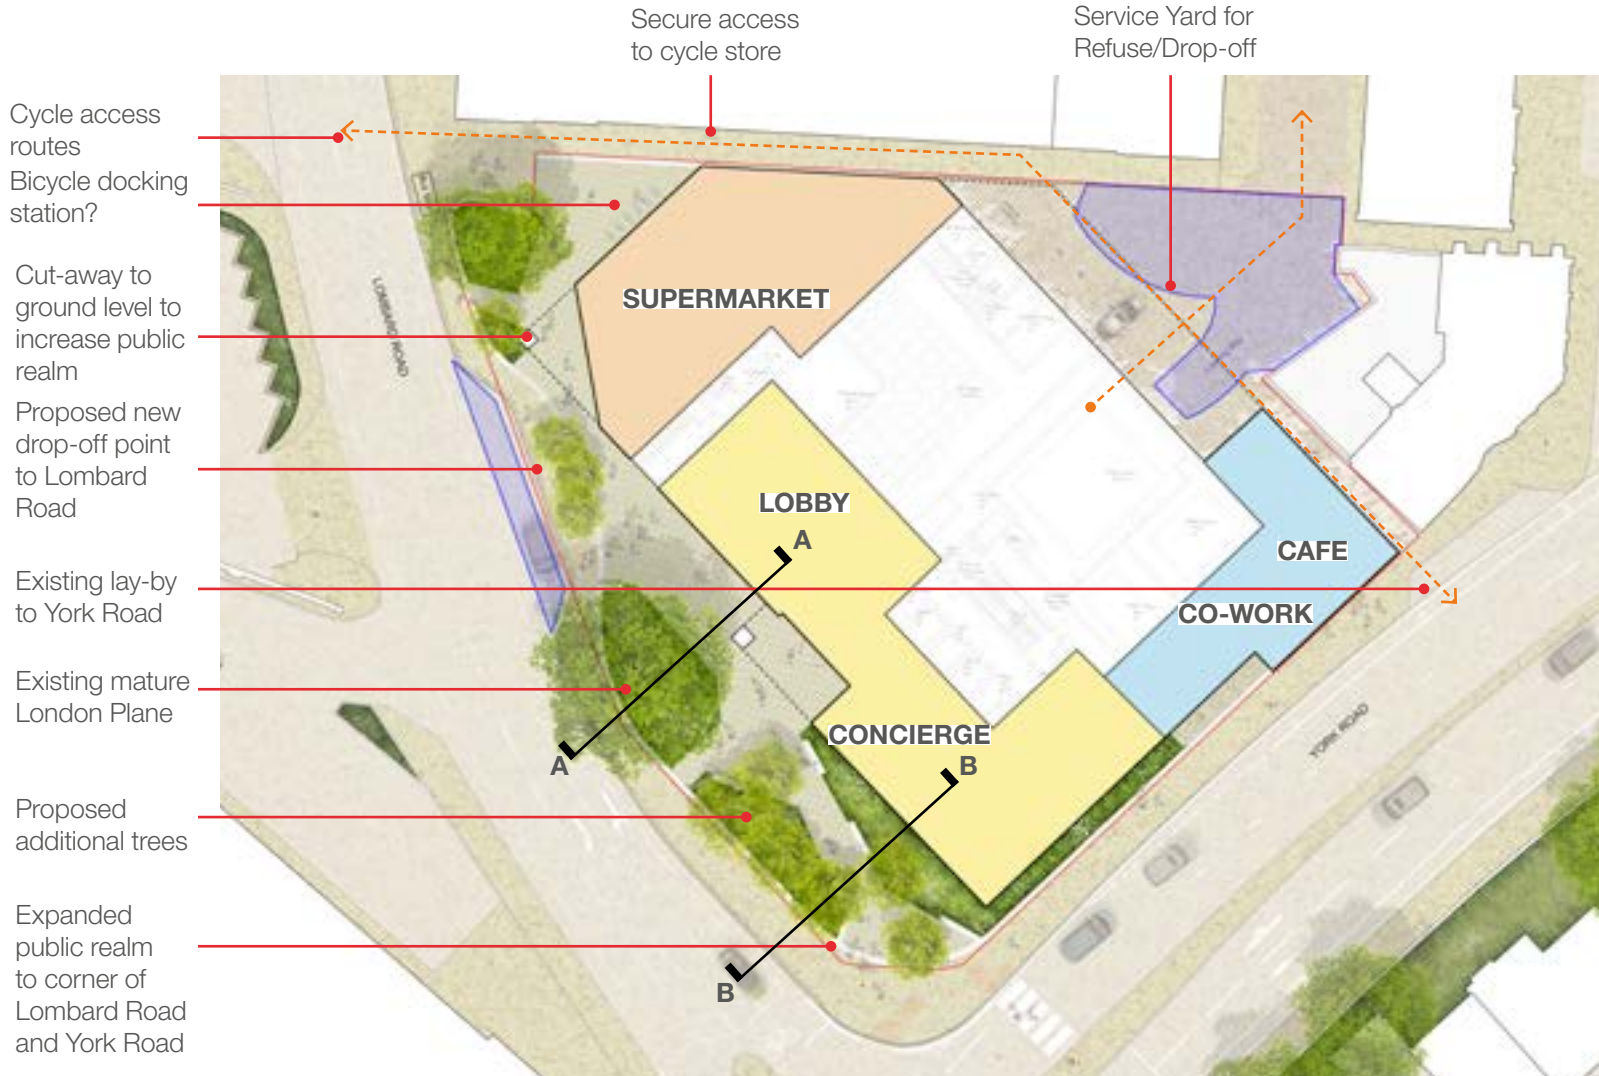 Secure access
to cycle store
Service Yard for
Refuse/Drop-off
Cycle access
routes
Bicycle docking
station?
Cut-away to
ground level to
increase public
realm
Proposed new
drop-off point
to Lombard
Road
Existing lay-by
to York Road
Existing mature
London Plane
Proposed
additional trees
Expanded
public realm
to corner of
Lombard Road
and York Road
LOMBARD ROAD
SUPERMARKET
LOBBY
A
CAFE
CO-WORK
CONCIERGE
A
B
B
YORK ROAD